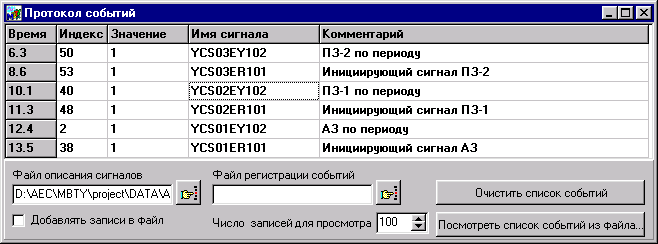 Протокол событий
Время Индекс Значение Имя сигнала Комментарий
6.3 50 1 YCS03EY102 ПЗ-2 по периоду
8.6 53 1 YCS03ER101 Инициирующий сигнал ПЗ-2
10.1 40 1 YCS02EY102 ПЗ-1 по периоду
11.3 48 1 YCS02ER101 Инициирующий сигнал ПЗ-1
12.4 2 1 YCS01EY102 АЗ по периоду
13.5 38 1 YCS01ER101 Инициирующий сигнал АЗ
Файл описания сигналов Файл регистрации событий
D:\AEC\MBTY\project\DATA\A Очистить список событий
Добавлять записи в файл Число записей для просмотра 100 Посмотреть список событий из файла...